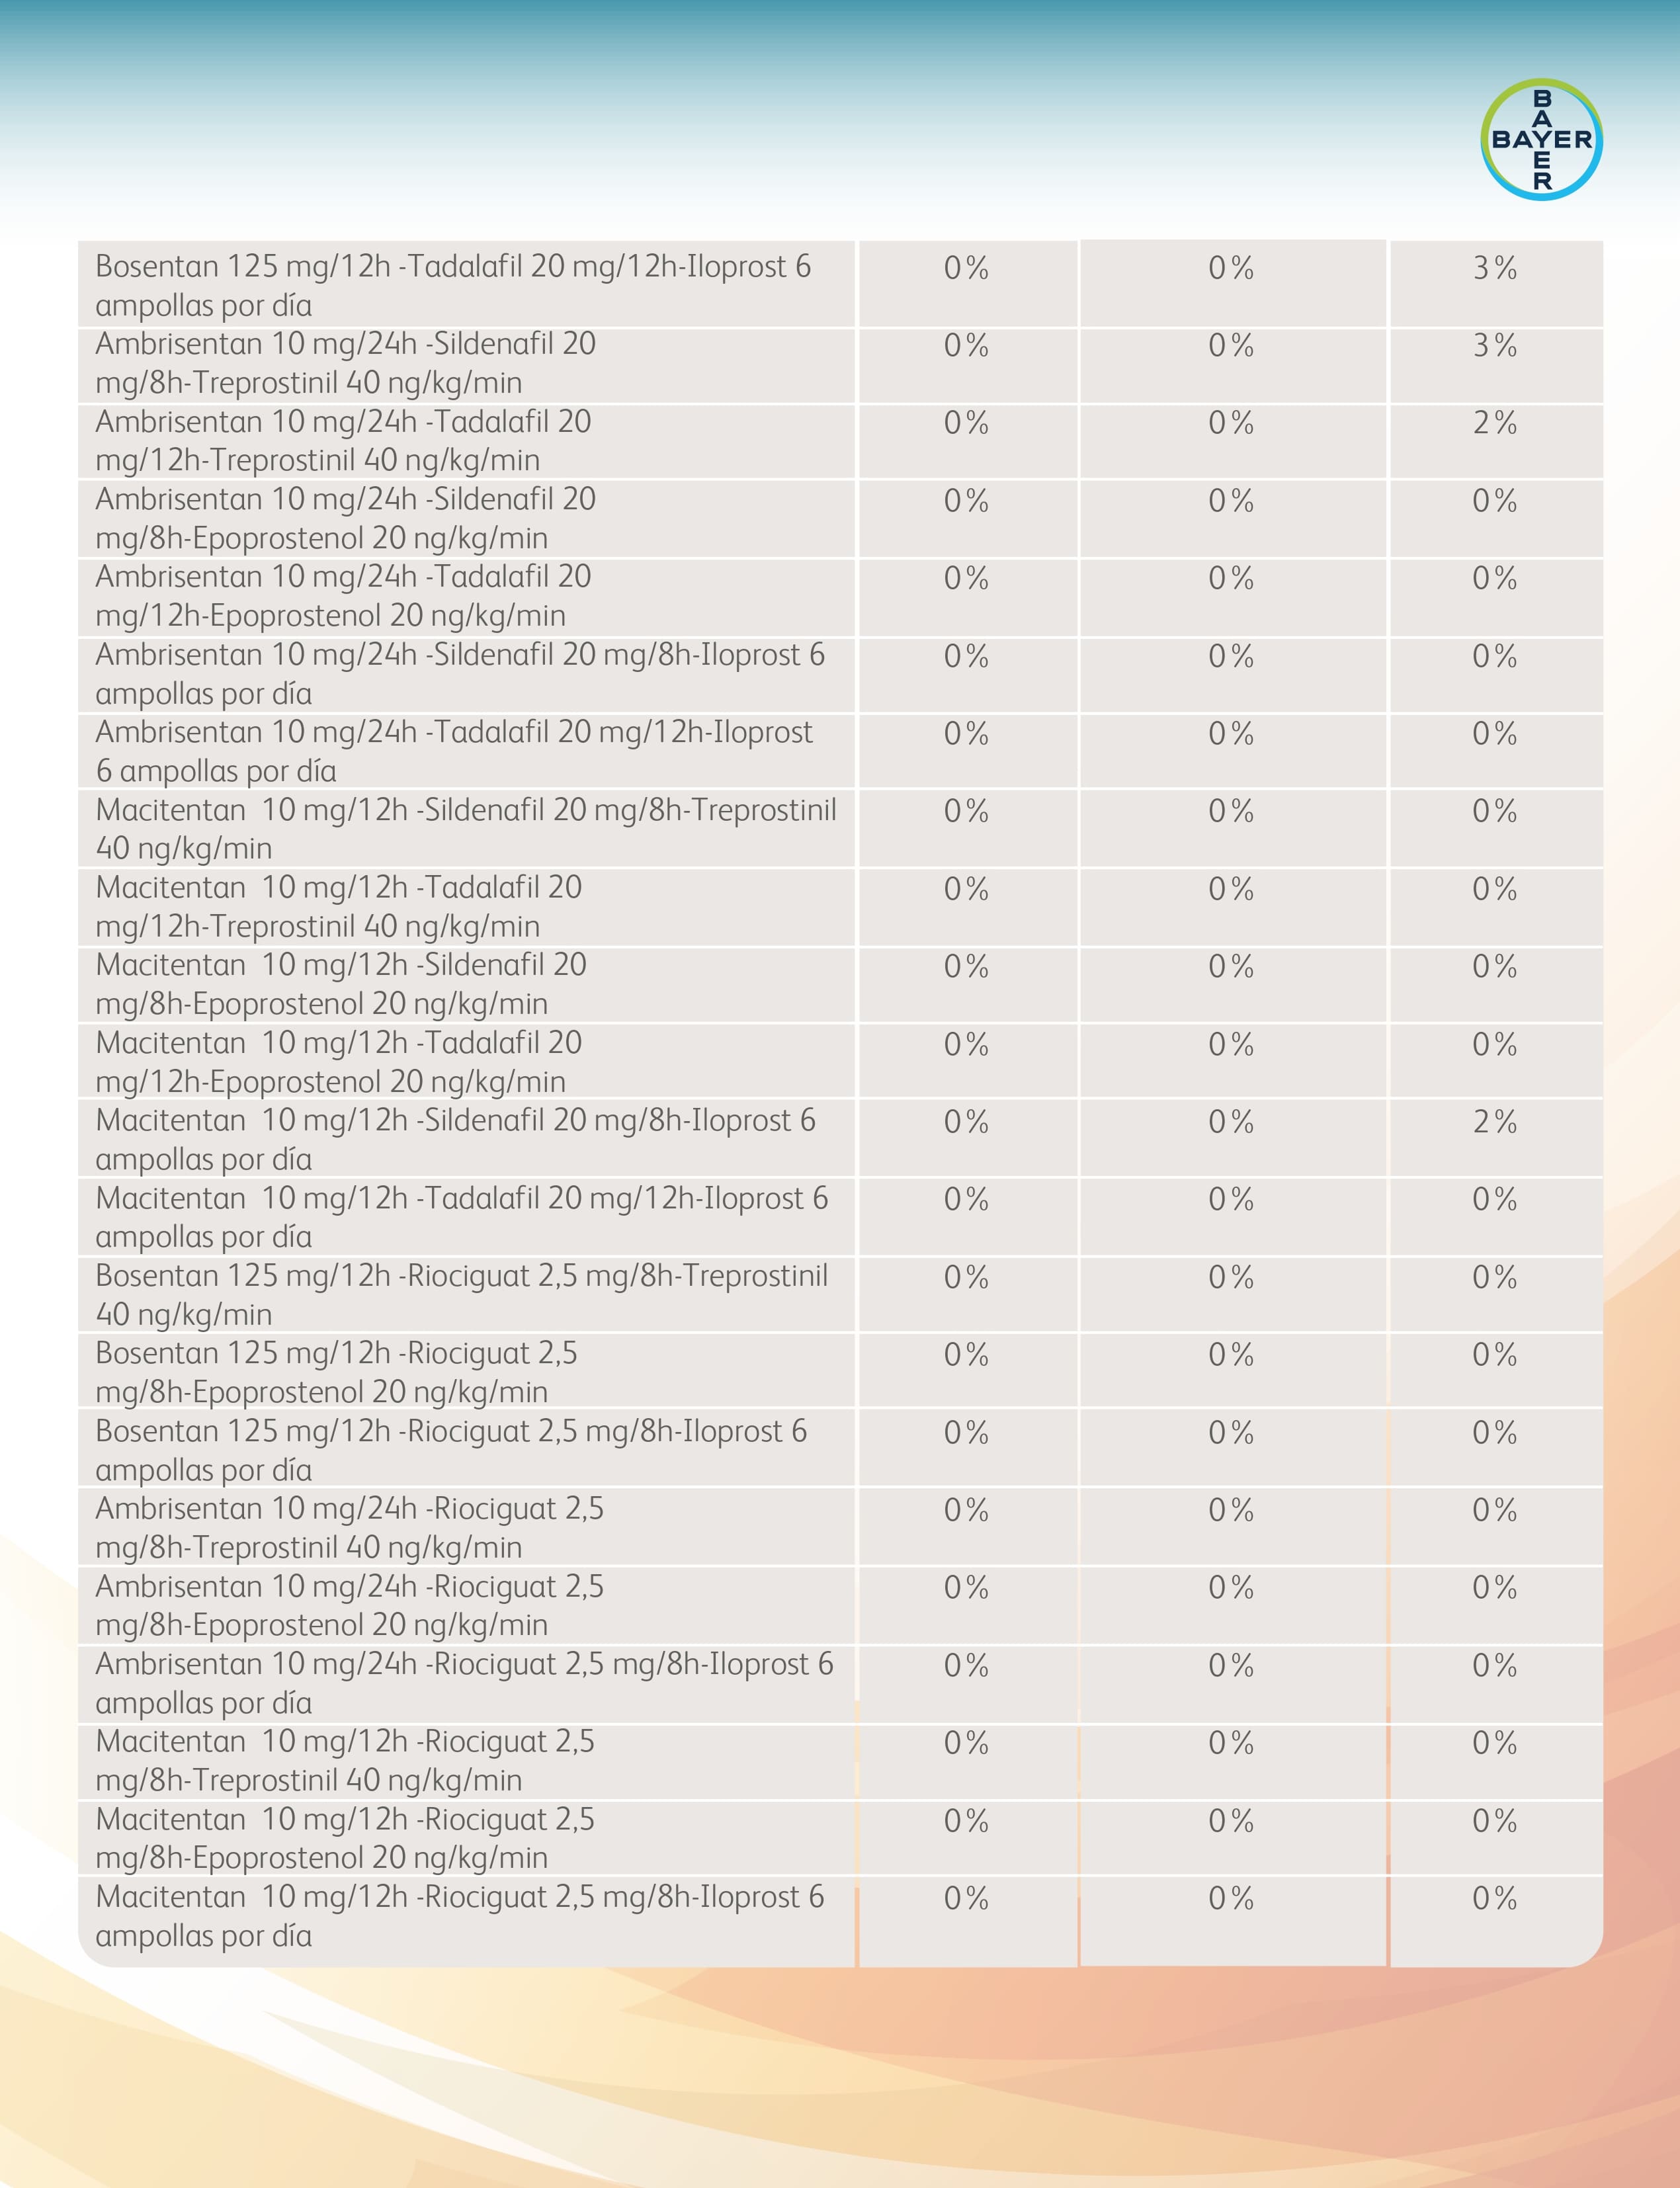 B
A
BAYER
E
R
Bosentan 125 mg/12h -Tadalafil 20 mg/12h-Iloprost 6 0% 0% 3%
ampollas por día
Ambrisentan 10 mg/24h -Sildenafil 20 0% 0% 3%
mg/8h-Treprostinil 40 ng/kg/min
Ambrisentan 10 mg/24h -Tadalafil 20 0% 0% 2%
mg/12h-Treprostinil 40 ng/kg/min
Ambrisentan 10 mg/24h -Sildenafil 20 0% 0% 0%
mg/8h-Epoprostenol 20 ng/kg/min
Ambrisentan 10 mg/24h -Tadalafil 20 0% 0% 0%
mg/12h-Epoprostenol 20 ng/kg/min
Ambrisentan 10 mg/24h -Sildenafil 20 mg/8h-Iloprost 6 0% 0% 0%
ampollas por día
Ambrisentan 10 mg/24h -Tadalafil 20 mg/12h-Iloprost 0% 0% 0%
6 ampollas por día
Macitentan  10 mg/12h -Sildenafil 20 mg/8h-Treprostinil 0% 0% 0%
40 ng/kg/min
Macitentan  10 mg/12h -Tadalafil 20 0% 0% 0%
mg/12h-Treprostinil 40 ng/kg/min
Macitentan  10 mg/12h -Sildenafil 20 0% 0% 0%
mg/8h-Epoprostenol 20 ng/kg/min
Macitentan  10 mg/12h -Tadalafil 20 0% 0% 0%
mg/12h-Epoprostenol 20 ng/kg/min
Macitentan  10 mg/12h -Sildenafil 20 mg/8h-Iloprost 6 0% 0% 2%
ampollas por día
Macitentan  10 mg/12h -Tadalafil 20 mg/12h-Iloprost 6 0% 0% 0%
ampollas por día
Bosentan 125 mg/12h -Riociguat 2,5 mg/8h-Treprostinil 0% 0% 0%
40 ng/kg/min
Bosentan 125 mg/12h -Riociguat 2,5 0% 0% 0%
mg/8h-Epoprostenol 20 ng/kg/min
Bosentan 125 mg/12h -Riociguat 2,5 mg/8h-Iloprost 6 0% 0% 0%
ampollas por día
Ambrisentan 10 mg/24h -Riociguat 2,5 0% 0% 0%
mg/8h-Treprostinil 40 ng/kg/min
Ambrisentan 10 mg/24h -Riociguat 2,5 0% 0% 0%
mg/8h-Epoprostenol 20 ng/kg/min
Ambrisentan 10 mg/24h -Riociguat 2,5 mg/8h-Iloprost 6 0% 0% 0%
ampollas por día
Macitentan  10 mg/12h -Riociguat 2,5 0% 0% 0%
mg/8h-Treprostinil 40 ng/kg/min
Macitentan  10 mg/12h -Riociguat 2,5 0% 0% 0%
mg/8h-Epoprostenol 20 ng/kg/min
Macitentan  10 mg/12h -Riociguat 2,5 mg/8h-Iloprost 6 0% 0% 0%
ampollas por día